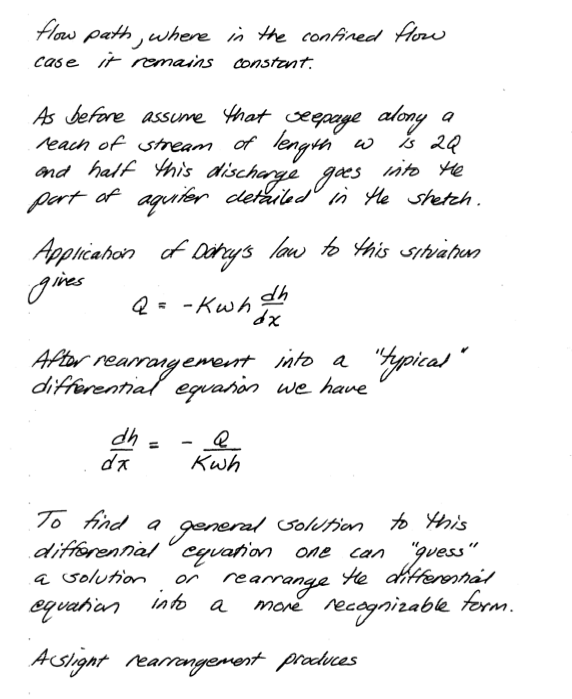 flow path, where in the confined flow
case it remains constant.
As before assume that seepage along a
reach of stream of length w is 2Q
and half this discharge goes into the
part of aquifer detailed in the sketch.
Application of Darcy's law to this situation
gives
Q = -Kwh dh/dx
After rearrangement into a "typical"
differential equation we have
dh/dx = - Q/Kwh
To find a general solution to this
differential equation one can "guess"
a solution or rearrange the differential
equation into a more recognizable form.
A slight rearrangement produces